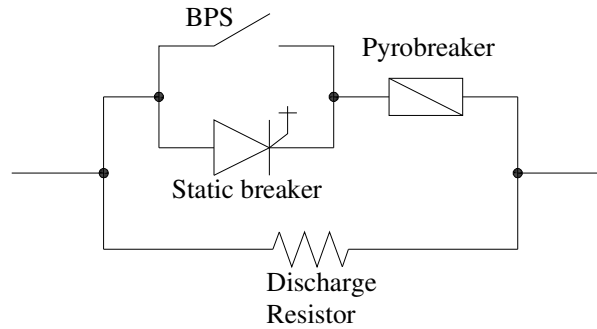 BPS
Pyrobreaker
Static breaker
Discharge
Resistor